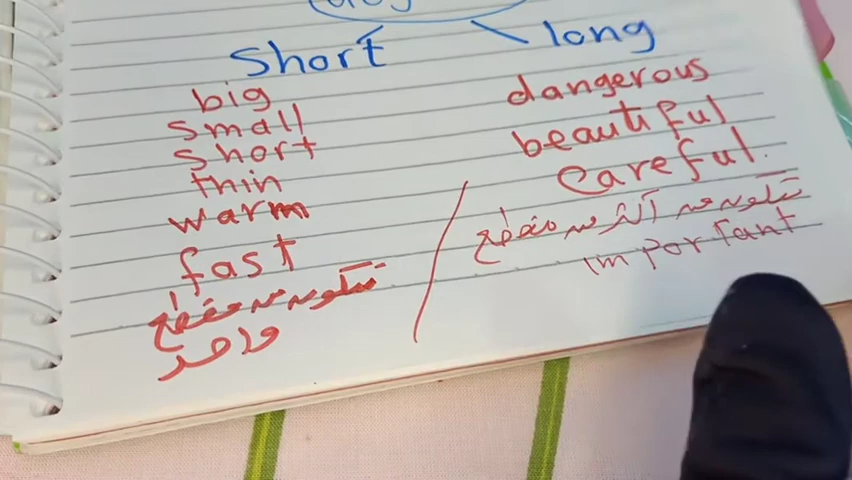 Short
long
big
small
short
thin
warm
fast
تتكون من مقطع
واحد
dangerous
beautiful
careful.
تتكون من أكثر من مقطع
important